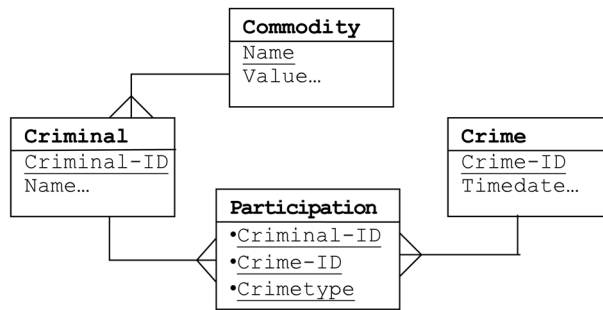 Commodity
Name
Value…
Criminal
Criminal-ID
Name…
Crime
Crime-ID
Timedate…
Participation
•Criminal-ID
•Crime-ID
•Crimetype